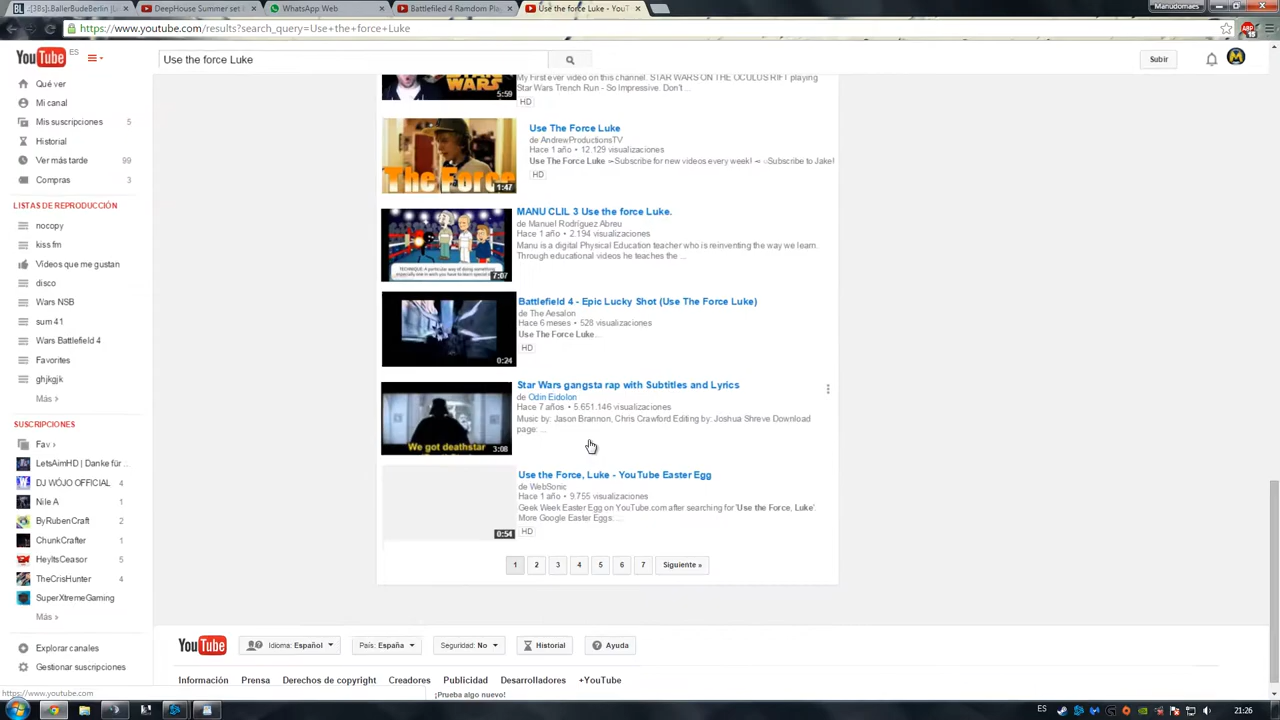 [38s]:BallerBudeBerlin |
DeepHouse Summer set
WhatsApp Web
Battlefiled 4 Ramdom Pla
Use the force Luke - YouT
Manudomas
https://www.youtube.com/results?search_query=Use+the+force+Luke
YouTube ES
Use the force Luke
Subir
Qué ver
Mi canal
Mis suscripciones 5
Historial
Ver más tarde 99
Compras 3
LISTAS DE REPRODUCCIÓN
nocopy
kiss fm
Vídeos que me gustan
disco
Wars NSB
sum 41
Wars Battlefield 4
Favorites
ghjkgjk
Más >
SUSCRIPCIONES
Fav >
LetsAimHD | Danke für ...
DJ WÓJO OFFICIAL 4
Nile A 1
ByRubenCraft 2
ChunkCrafter 1
HeyItsCeasor 5
TheCrisHunter 4
SuperXtremeGaming
Más >
Explorar canales
Gestionar suscripciones
STAR WARS
5:59
My First ever video on this channel. STAR WARS ON THE OCULUS RIFT playing
Star Wars Trench Run - So Impressive. Don't ...
HD
The Force
1:47
Use The Force Luke
de AndrewProductionsTV
Hace 1 año • 12.129 visualizaciones
Use The Force Luke ➣Subscribe for new videos every week! ➣ ○Subscribe to Jake!
HD
7:07
MANU CLIL 3 Use the force Luke.
de Manuel Rodríguez Abreu
Hace 1 año • 2.194 visualizaciones
Manu is a digital Physical Education teacher who is reinventing the way we learn.
Through educational videos he teaches the ...
0:24
Battlefield 4 - Epic Lucky Shot (Use The Force Luke)
de The Aesalon
Hace 6 meses • 528 visualizaciones
Use The Force Luke...
HD
We got deathstar
3:08
Star Wars gangsta rap with Subtitles and Lyrics
de Odin Eidolon
Hace 7 años • 5.651.146 visualizaciones
Music by: Jason Brannon, Chris Crawford Editing by: Joshua Shreve Download
page: ...
0:54
Use the Force, Luke - YouTube Easter Egg
de WebSonic
Hace 1 año • 9.755 visualizaciones
Geek Week Easter Egg on YouTube.com after searching for 'Use the Force, Luke'.
More Google Easter Eggs. ...
HD
1 2 3 4 5 6 7 Siguiente »
YouTube
Idioma: Español
País: España
Seguridad: No
Historial
Ayuda
Información Prensa Derechos de copyright Creadores Publicidad Desarrolladores +YouTube
¡Prueba algo nuevo!
https://www.youtube.com
ES
21:26